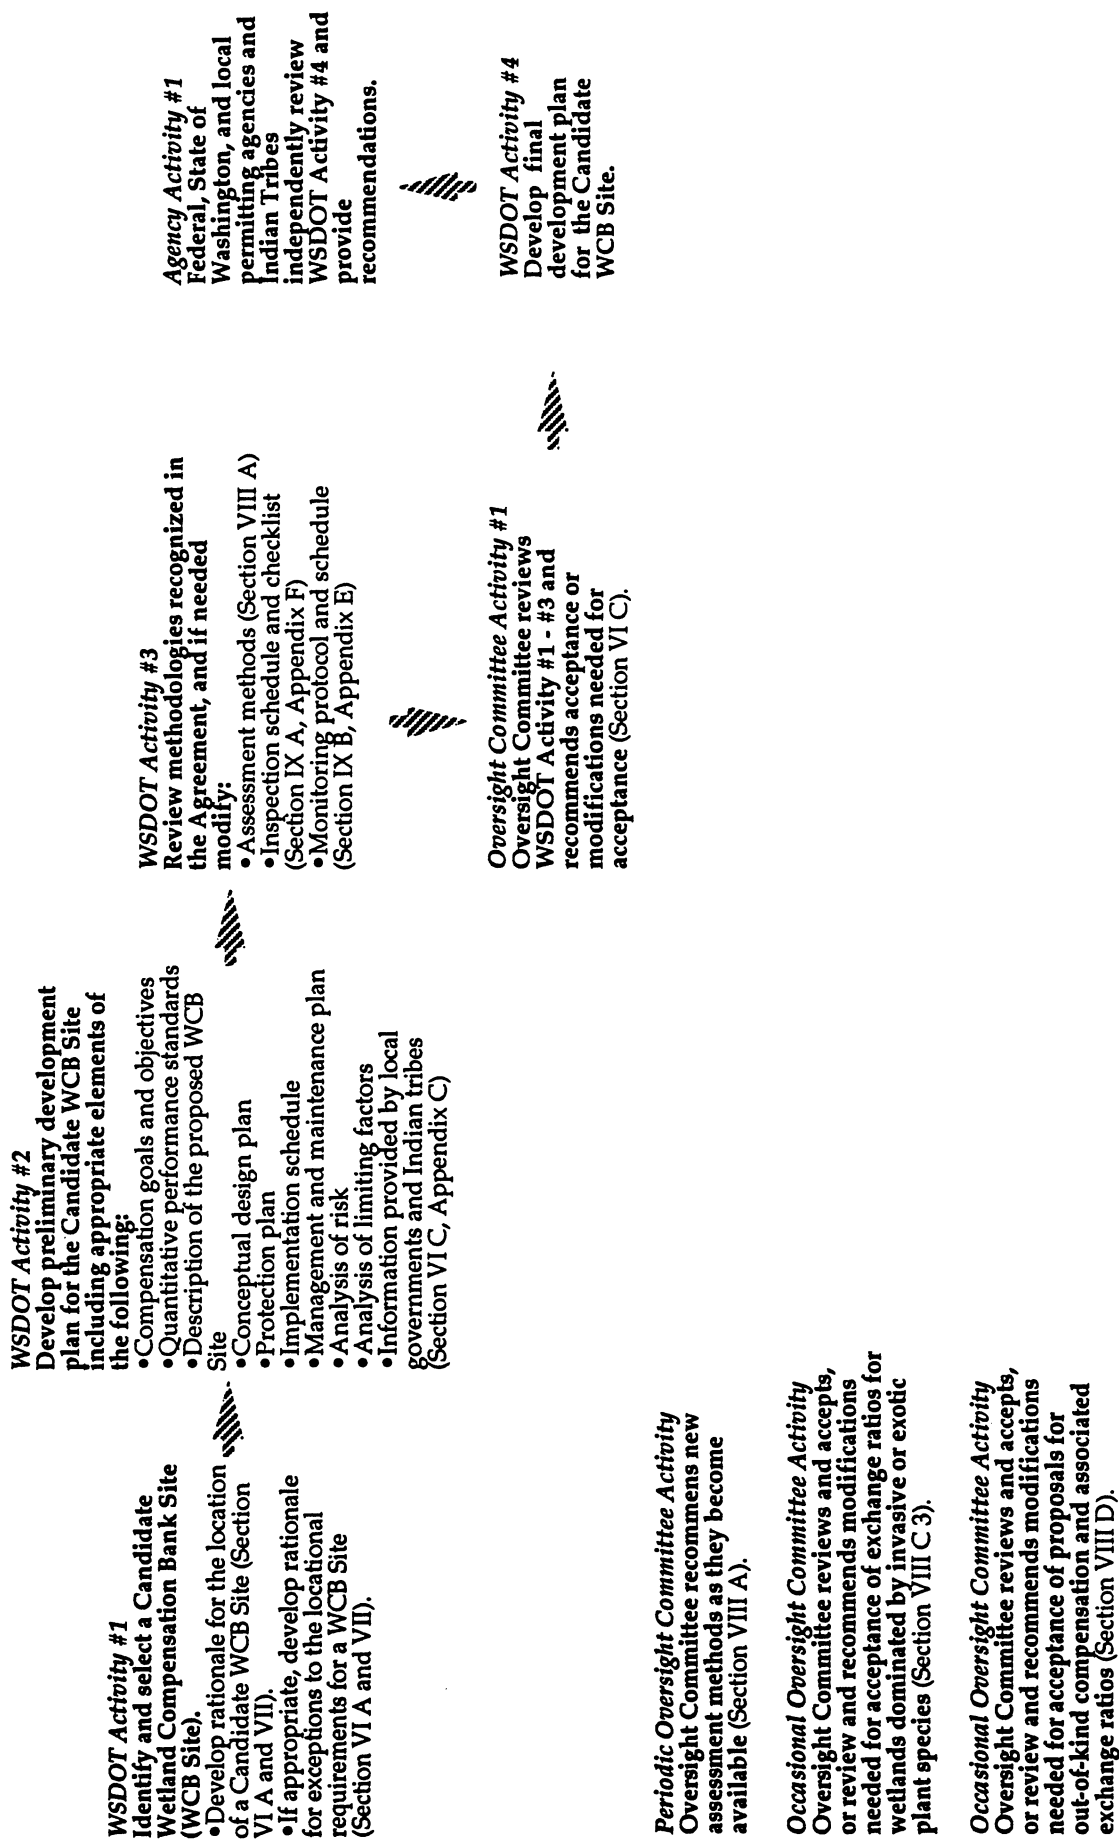 WSDOT Activity #1
Identify and select a Candidate
Wetland Compensation Bank Site
(WCB Site).
•Develop rationale for the location
of a Candidate WCB Site (Section
VI A and VII).
•If appropriate, develop rationale
for exceptions to the locational
requirements for a WCB Site
(Section VI A and VII).
WSDOT Activity #2
Develop preliminary development
plan for the Candidate WCB Site
including appropriate elements of
the following:
•Compensation goals and objectives
•Quantitative performance standards
•Description of the proposed WCB
Site
•Conceptual design plan
•Protection plan
•Implementation schedule
•Management and maintenance plan
•Analysis of risk
•Analysis of limiting factors
•Information provided by local
governments and Indian tribes
(Section VI C, Appendix C)
WSDOT Activity #3
Review methodologies recognized in
the Agreement, and if needed
modify:
•Assessment methods (Section VIII A)
•Inspection schedule and checklist
(Section IX A, Appendix F)
•Monitoring protocol and schedule
(Section IX B, Appendix E)
Oversight Committee Activity #1
Oversight Committee reviews
WSDOT Activity #1 - #3 and
recommends acceptance or
modifications needed for
acceptance (Section VI C).
WSDOT Activity #4
Develop final
development plan
for the Candidate
WCB Site.
Agency Activity #1
Federal, State of
Washington, and local
permitting agencies and
Indian Tribes
independently review
WSDOT Activity #4 and
provide
recommendations.
Periodic Oversight Committee Activity
Oversight Committee recommens new
assessment methods as they become
available (Section VIII A).
Occasional Oversight Committee Activity
Oversight Committee reviews and accepts,
or review and recommends modifications
needed for acceptance of exchange ratios for
wetlands dominated by invasive or exotic
plant species (Section VIII C 3).
Occasional Oversight Committee Activity
Oversight Committee reviews and accepts,
or review and recommends modifications
needed for acceptance of proposals for
out-of-kind compensation and associated
exchange ratios (Section VIII D).